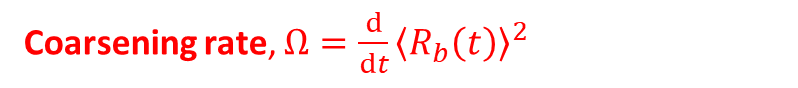 Coarsening rate, Ω = d/dt ⟨R_b(t)⟩²